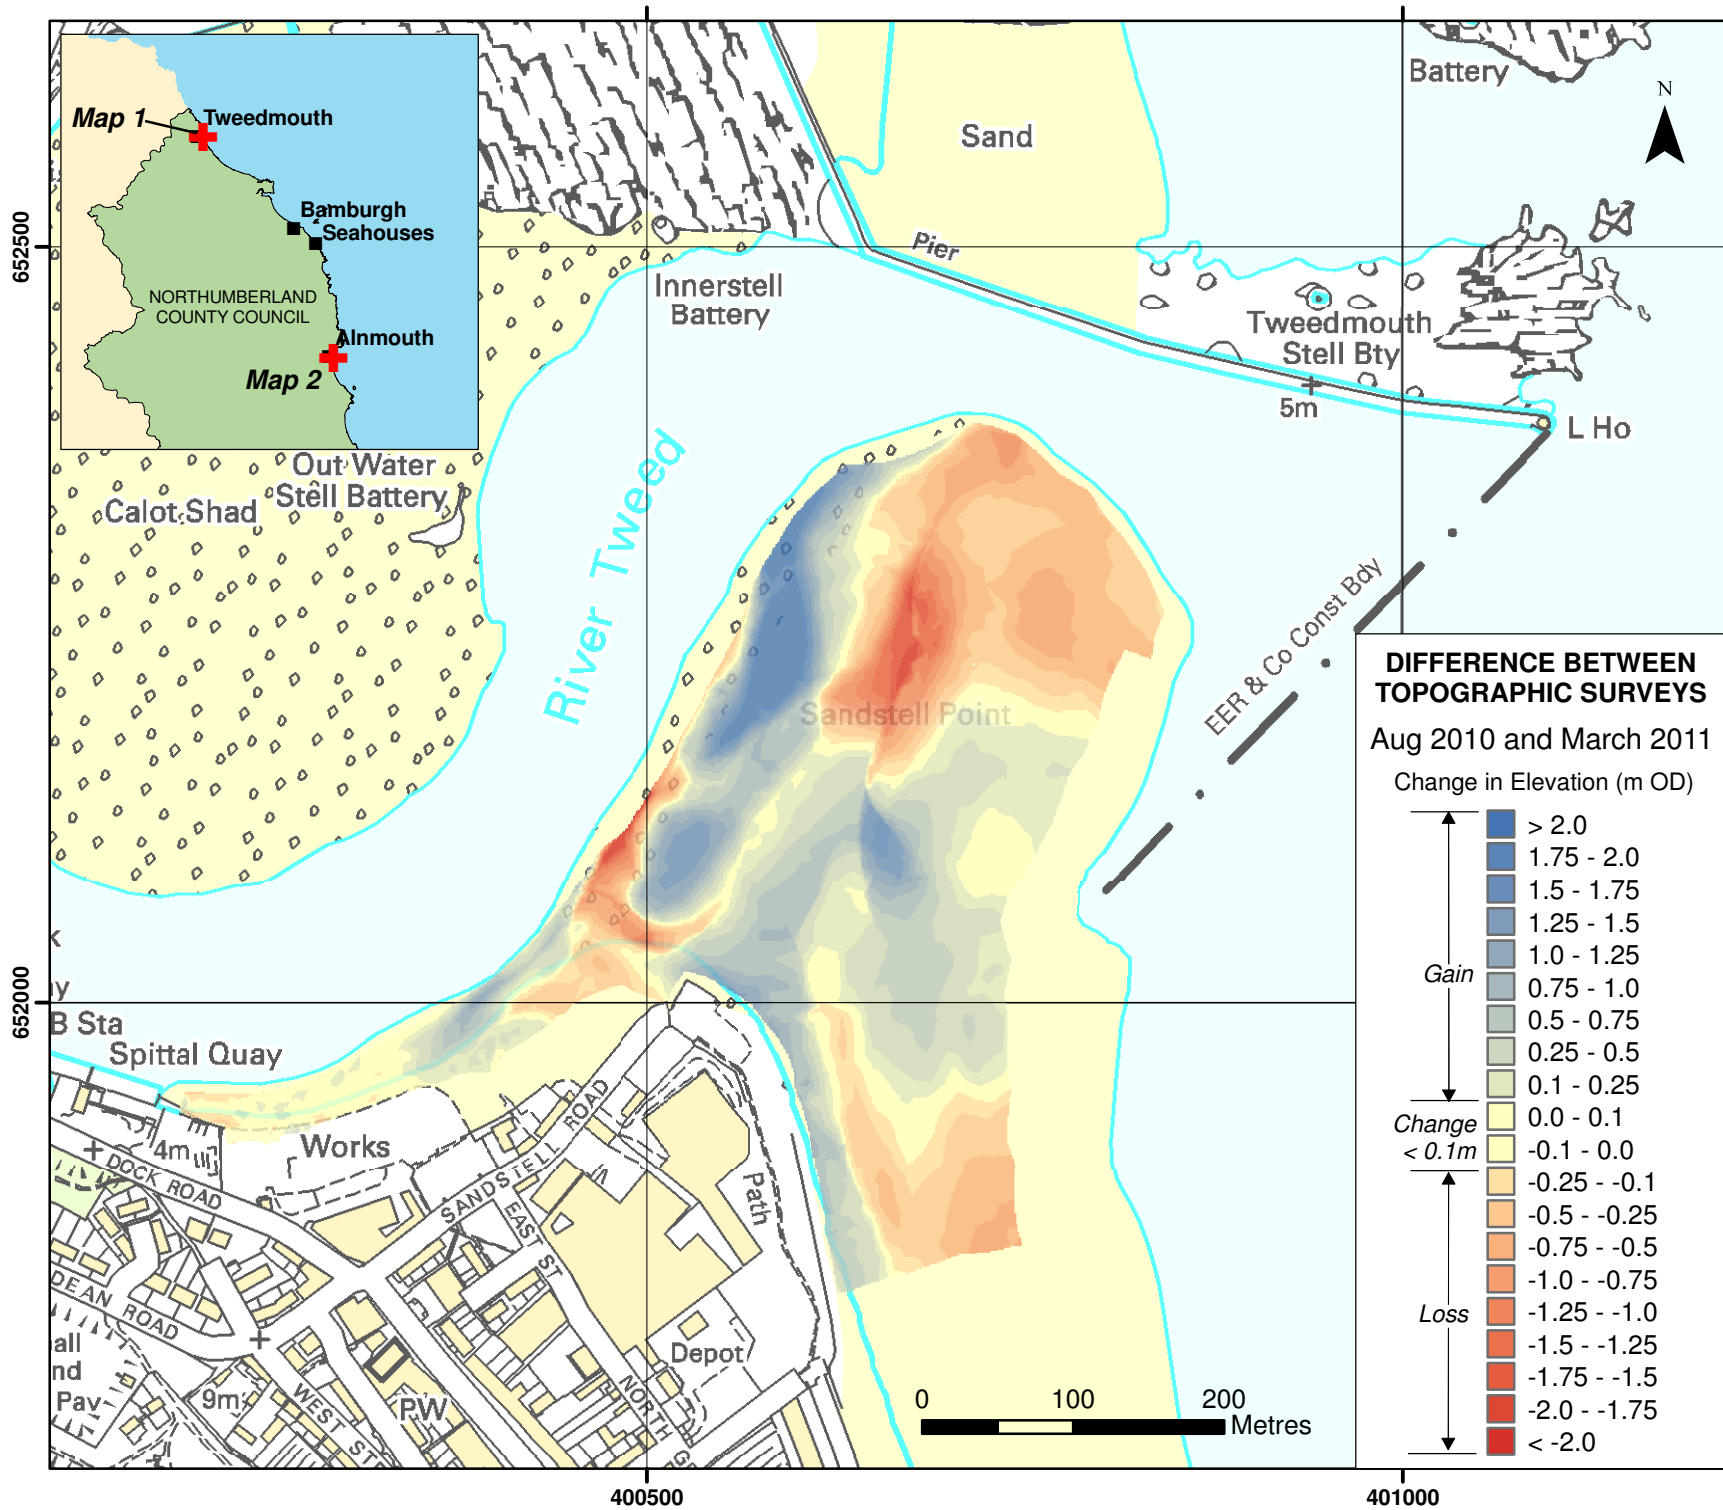 Map 1
Tweedmouth
Bamburgh
Seahouses
NORTHUMBERLAND
COUNTY COUNCIL
Alnmouth
Map 2
Battery
N
Sand
652500
Pier
Innerstell
Battery
Tweedmouth
Stell Bty
5m
L Ho
Out Water
Stell Battery
Calot Shad
River Tweed
EER & Co Const Bdy
Sandstell Point
DIFFERENCE BETWEEN
TOPOGRAPHIC SURVEYS
Aug 2010 and March 2011
Change in Elevation (m OD)
> 2.0
1.75 - 2.0
1.5 - 1.75
1.25 - 1.5
1.0 - 1.25
Gain
0.75 - 1.0
0.5 - 0.75
0.25 - 0.5
0.1 - 0.25
Change
< 0.1m
0.0 - 0.1
-0.1 - 0.0
-0.25 - -0.1
-0.5 - -0.25
-0.75 - -0.5
-1.0 - -0.75
Loss
-1.25 - -1.0
-1.5 - -1.25
-1.75 - -1.5
-2.0 - -1.75
< -2.0
652000
B Sta
Spittal Quay
Works
4m
DOCK ROAD
SANDSTELL ROAD
EAST ST
Path
DEAN ROAD
Depot
Pav
9m
WEST ST
PW
NORTH G
0 100 200
Metres
400500
401000